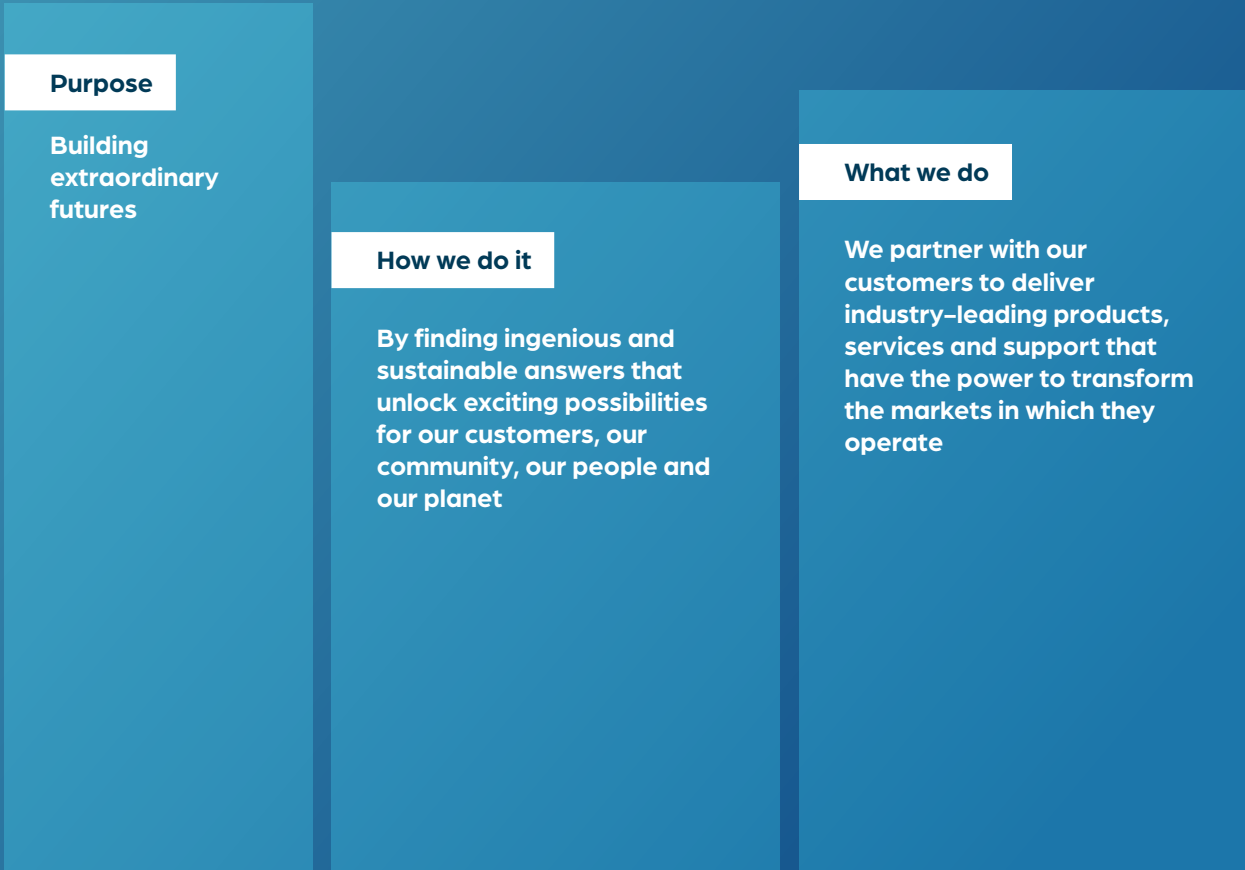 Purpose
Building
extraordinary
futures
How we do it
By finding ingenious and
sustainable answers that
unlock exciting possibilities
for our customers, our
community, our people and
our planet
What we do
We partner with our
customers to deliver
industry-leading products,
services and support that
have the power to transform
the markets in which they
operate